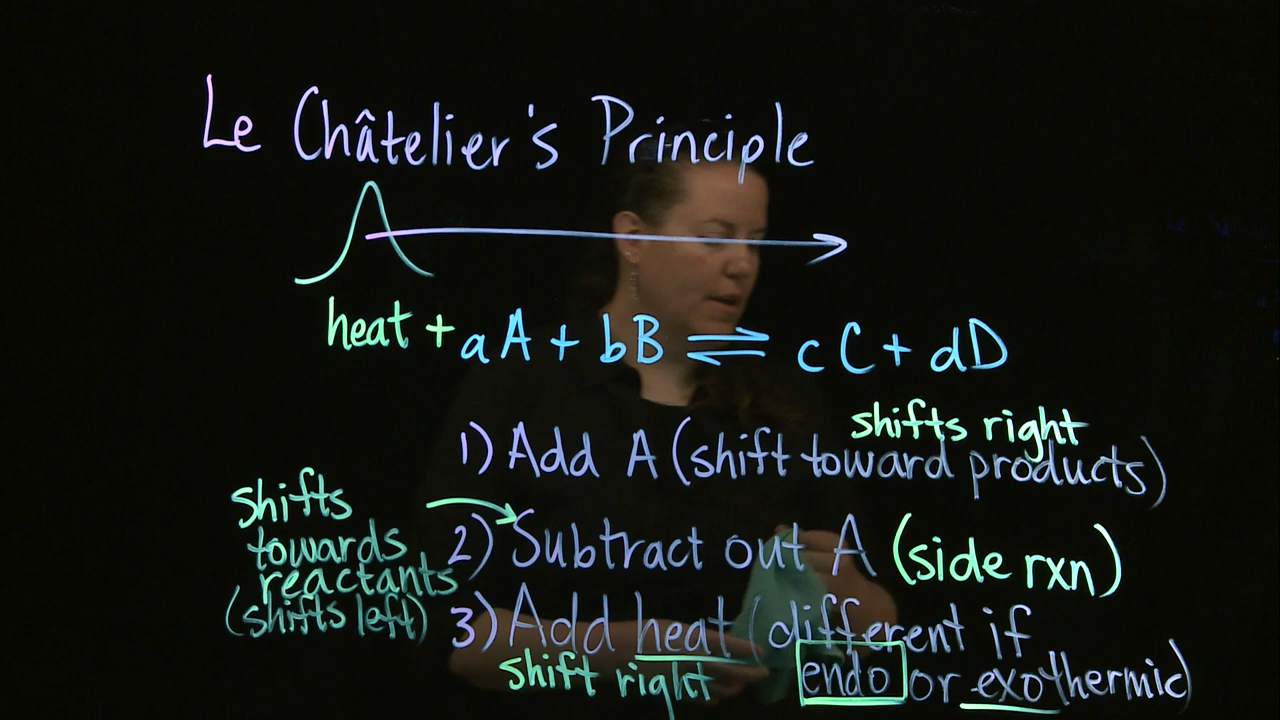 Le Châtelier's Principle
heat + aA + bB ⇌ cC + dD
shifts right
1) Add A (shift toward products)
shifts
towards
reactants
(shifts left)
2) Subtract out A (side rxn)
3) Add heat (different if
endo or exothermic)
shift right